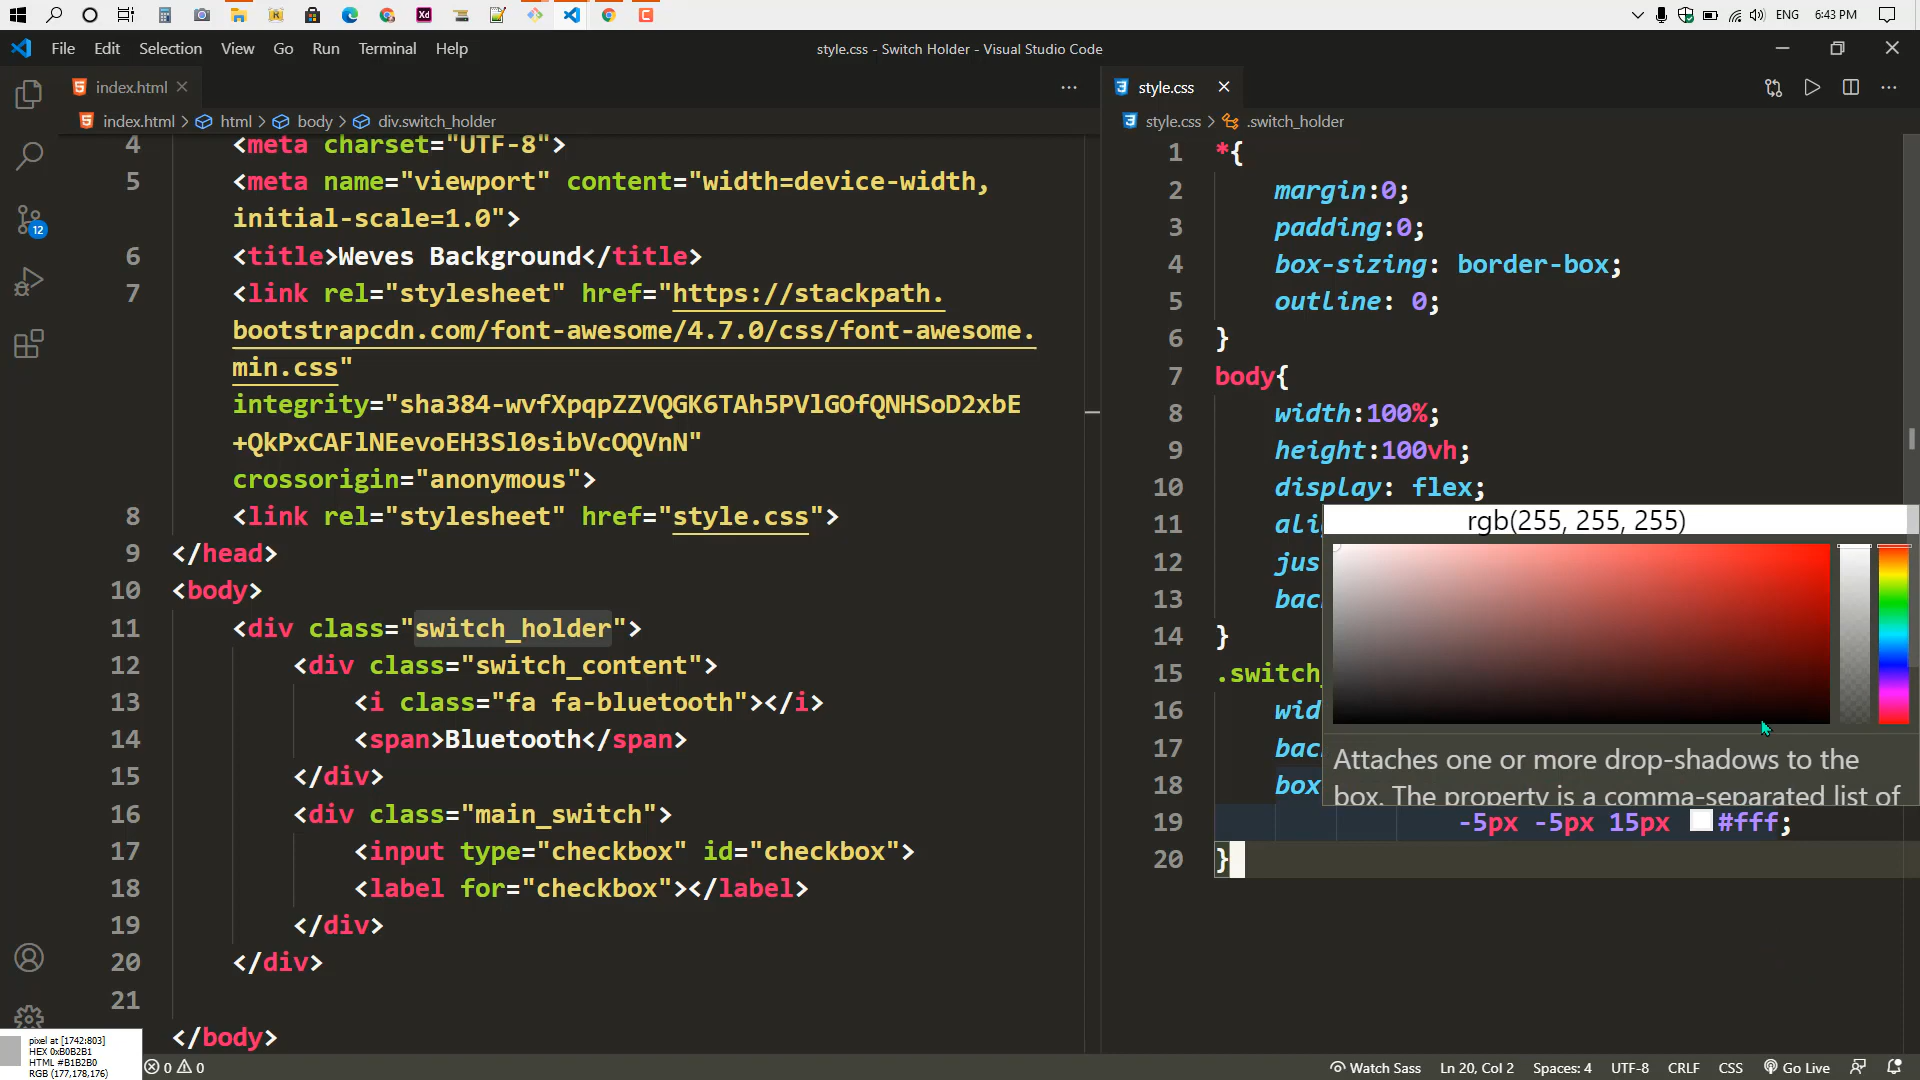 ENG
6:43 PM
File Edit Selection View Go Run Terminal Help
style.css - Switch Holder - Visual Studio Code
index.html
index.html > html > body > div.switch_holder
4 <meta charset="UTF-8">
5 <meta name="viewport" content="width=device-width,
initial-scale=1.0">
6 <title>Weves Background</title>
7 <link rel="stylesheet" href="https://stackpath.
bootstrapcdn.com/font-awesome/4.7.0/css/font-awesome.
min.css"
integrity="sha384-wvfXpqpZZVQGK6TAh5PVlGOfQNHSoD2xbE
+QkPxCAFlNEevoEH3Sl0sibVcOQVnN"
crossorigin="anonymous">
8 <link rel="stylesheet" href="style.css">
9 </head>
10 <body>
11 <div class="switch_holder">
12 <div class="switch_content">
13 <i class="fa fa-bluetooth"></i>
14 <span>Bluetooth</span>
15 </div>
16 <div class="main_switch">
17 <input type="checkbox" id="checkbox">
18 <label for="checkbox"></label>
19 </div>
20 </div>
21
</body>
style.css
style.css > .switch_holder
1 *{
2 margin:0;
3 padding:0;
4 box-sizing: border-box;
5 outline: 0;
6 }
7 body{
8 width:100%;
9 height:100vh;
10 display: flex;
11 ali
12 jus
13 bac
14 }
15 .switch_
16 wid
17 bac
18 box
19 -5px -5px 15px #fff;
20 }
rgb(255, 255, 255)
Attaches one or more drop-shadows to the
box. The property is a comma-separated list of
12
pixel at [1742:803]
HEX 0xB0B2B1
HTML #B1B2B0
RGB (177,178,176)
0 0
Watch Sass Ln 20, Col 2 Spaces: 4 UTF-8 CRLF CSS Go Live